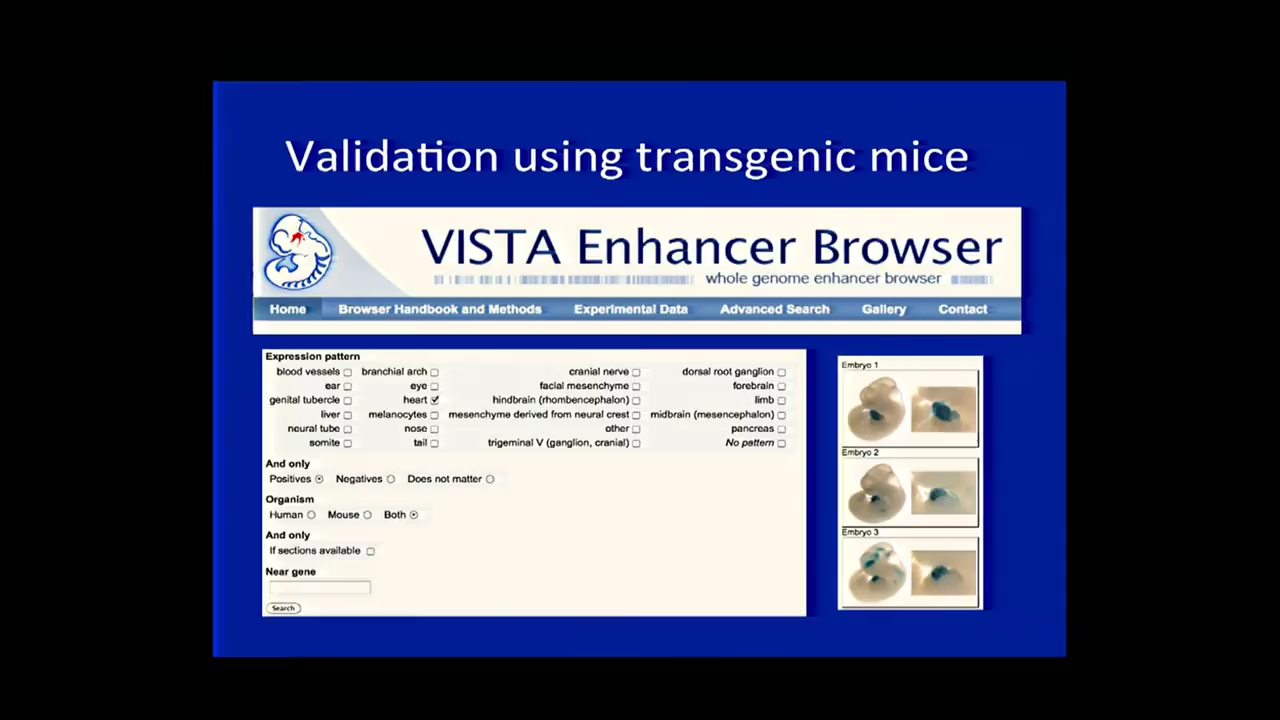 Validation using transgenic mice
VISTA Enhancer Browser
whole genome enhancer browser
Home Browser Handbook and Methods Experimental Data Advanced Search Gallery Contact
Expression pattern
blood vessels branchial arch cranial nerve dorsal root ganglion
ear eye facial mesenchyme forebrain
genital tubercle heart hindbrain (rhombencephalon) limb
liver melanocytes mesenchyme derived from neural crest midbrain (mesencephalon)
neural tube nose other pancreas
somite tail trigeminal V (ganglion, cranial) No pattern
And only
Positives Negatives Does not matter
Organism
Human Mouse Both
And only
If sections available
Near gene
Search
Embryo 1
Embryo 2
Embryo 3